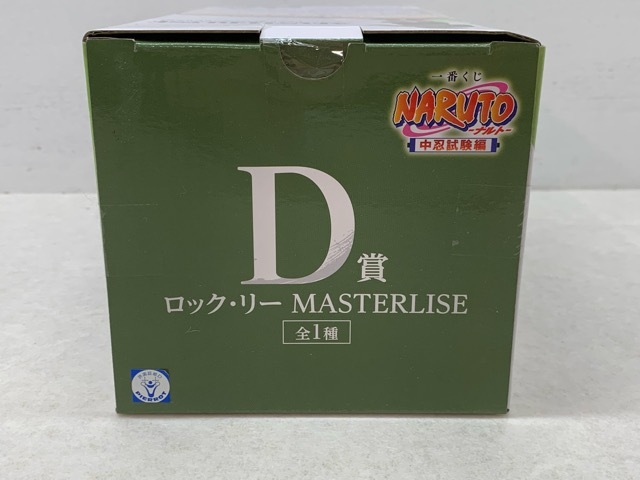 一番くじ
NARUTO
-ナルト-
中忍試験編
D賞
ロック・リー MASTERLISE
全1種
PIERROT